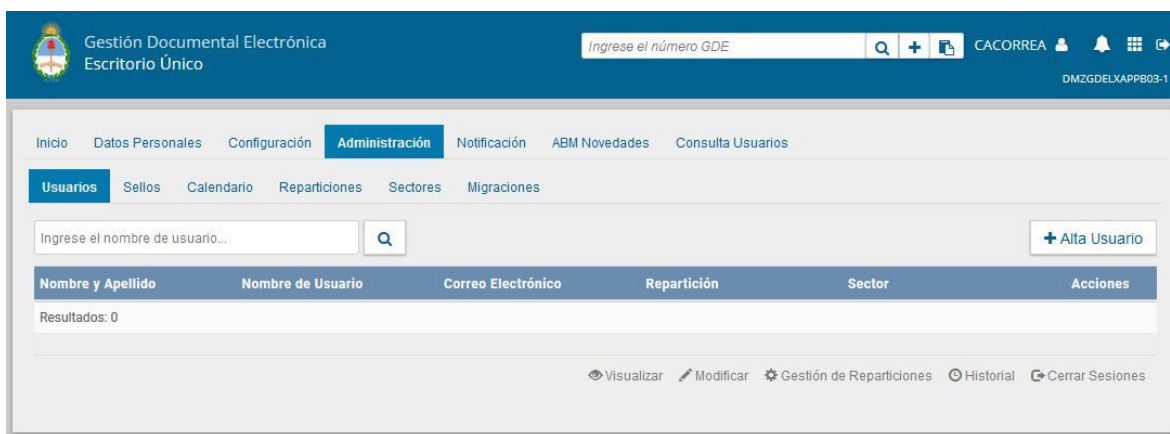 Gestión Documental Electrónica
Escritorio Único
Ingrese el número GDE
CACORREA
DMZGDELXAPPB03-1
Inicio Datos Personales Configuración Administración Notificación ABM Novedades Consulta Usuarios
Usuarios Sellos Calendario Reparticiones Sectores Migraciones
Ingrese el nombre de usuario...
+ Alta Usuario
Nombre y Apellido Nombre de Usuario Correo Electrónico Repartición Sector Acciones
Resultados: 0
Visualizar Modificar Gestión de Reparticiones Historial Cerrar Sesiones